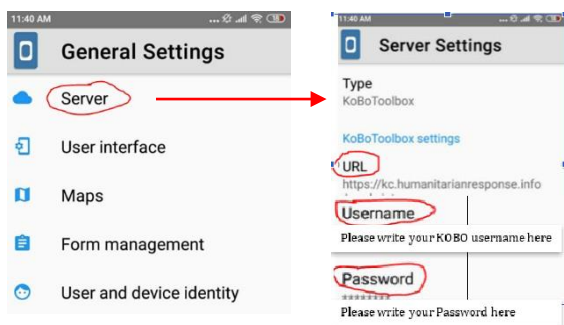 11:40 AM
General Settings
Server
User interface
Maps
Form management
User and device identity
11:40 AM
Server Settings
Type
KoBoToolbox
KoBoToolbox settings
URL
https://kc.humanitarianresponse.info
Username
Please write your KOBO username here
Password
********
Please write your Password here